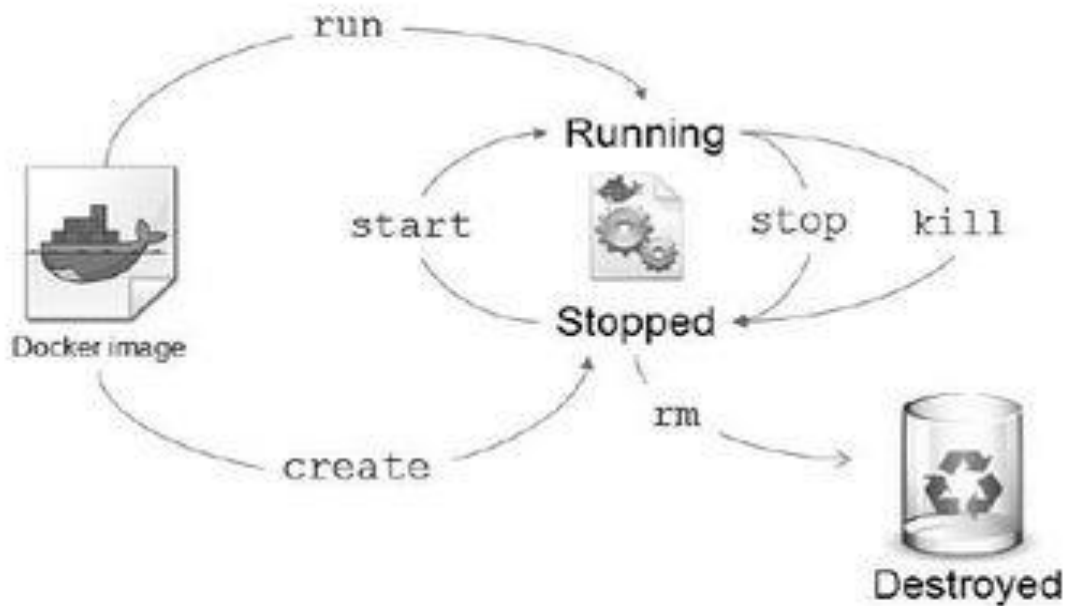 run
Running
start
stop
kill
Stopped
Docker image
rm
create
Destroyed